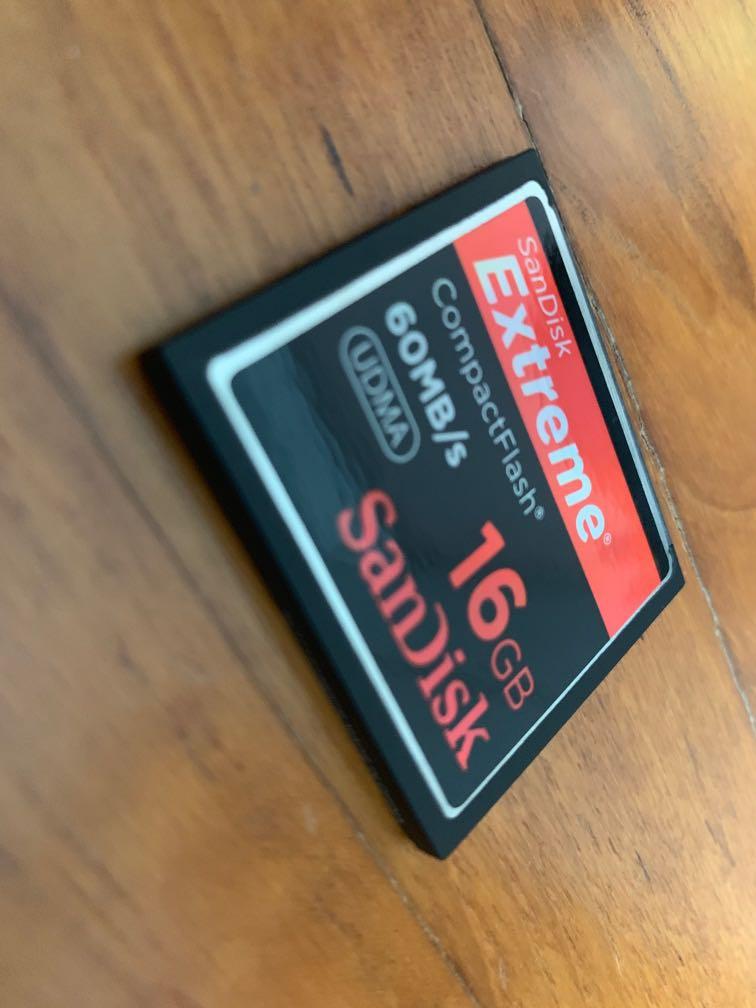 SanDisk
Extreme®
CompactFlash®
60MB/s 16GB
UDMA
SanDisk